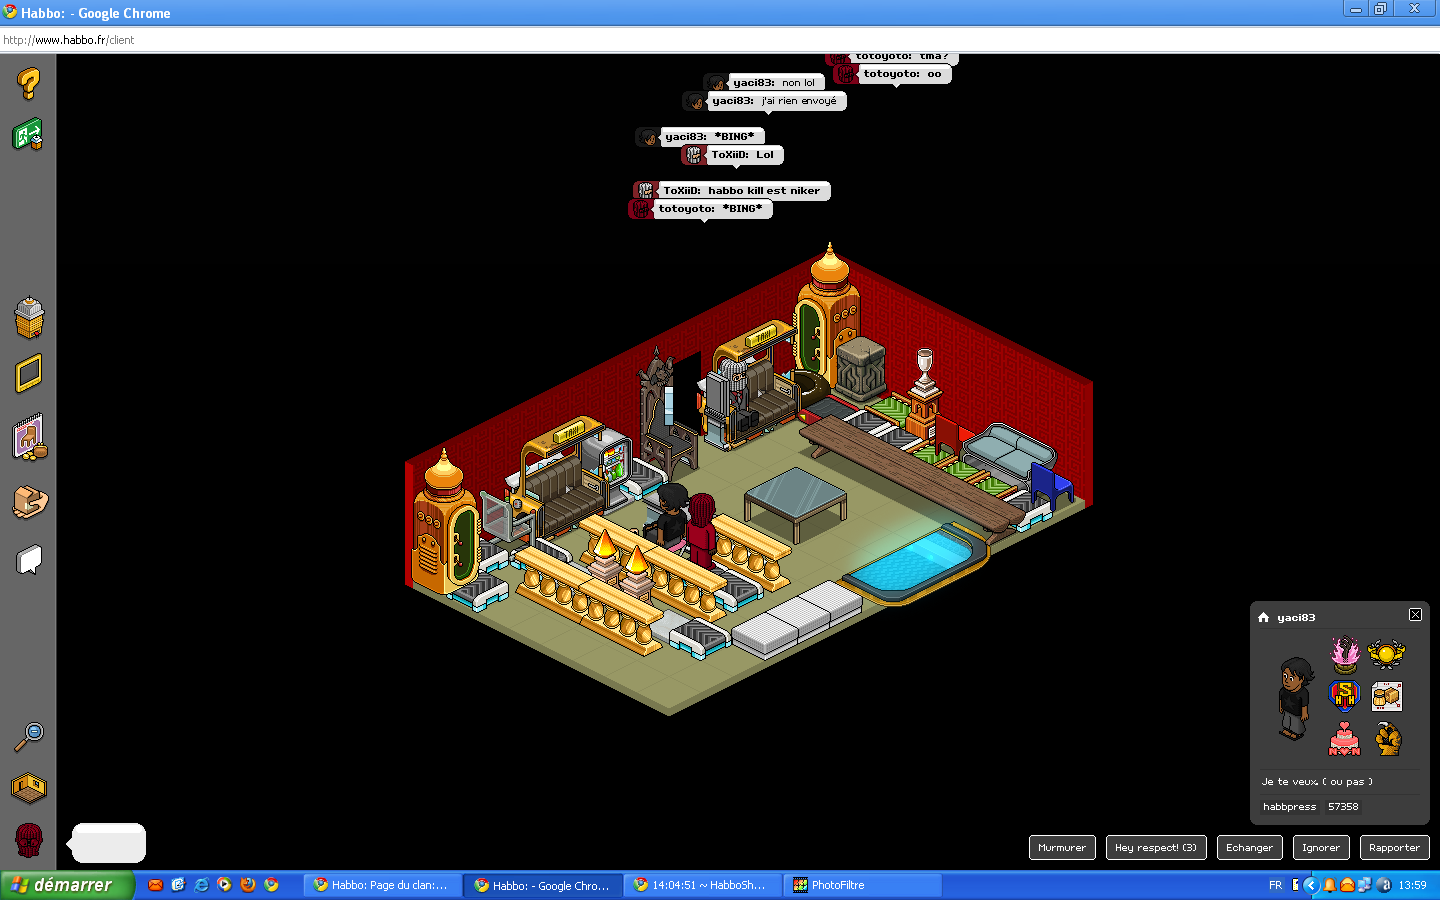 Habbo: - Google Chrome
http://www.habbo.fr/client
totoyoto: tma?
totoyoto: oo
yaci83: non lol
yaci83: j'ai rien envoyé
yaci83: *BING*
ToXiiD: Lol
ToXiiD: habbo kill est niker
totoyoto: *BING*
TAXI
TAXI
yaci83
S
H H
N N
Je te veux. ( ou pas )
habbpress 57358
Murmurer Hey respect! (3) Echanger Ignorer Rapporter
démarrer Habbo: Page du clan:... Habbo: - Google Chro... 14:04:51 ~ HabboSh... PhotoFiltre FR 13:59